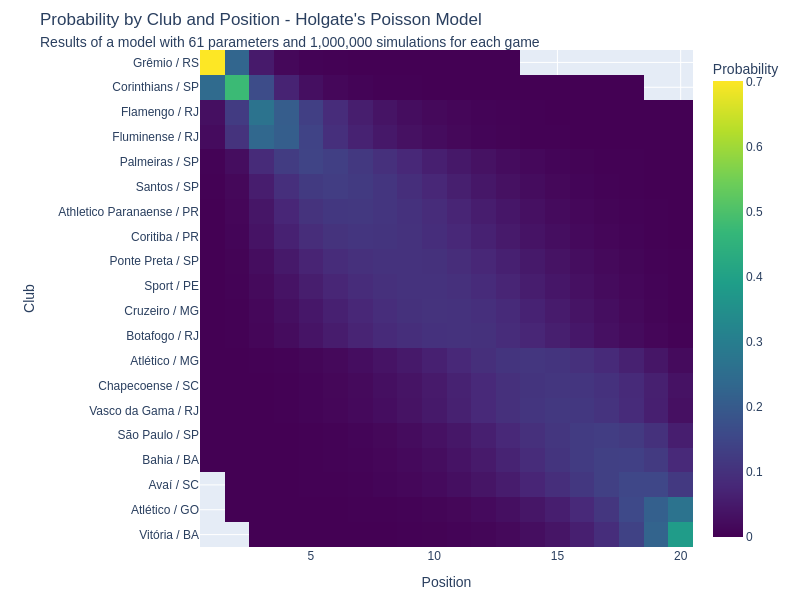 Probability by Club and Position - Holgate's Poisson Model
Results of a model with 61 parameters and 1,000,000 simulations for each game
Probability
0.7
0.6
0.5
0.4
0.3
0.2
0.1
0
Club
Grêmio / RS
Corinthians / SP
Flamengo / RJ
Fluminense / RJ
Palmeiras / SP
Santos / SP
Athletico Paranaense / PR
Coritiba / PR
Ponte Preta / SP
Sport / PE
Cruzeiro / MG
Botafogo / RJ
Atlético / MG
Chapecoense / SC
Vasco da Gama / RJ
São Paulo / SP
Bahia / BA
Avaí / SC
Atlético / GO
Vitória / BA
5 10 15 20
Position